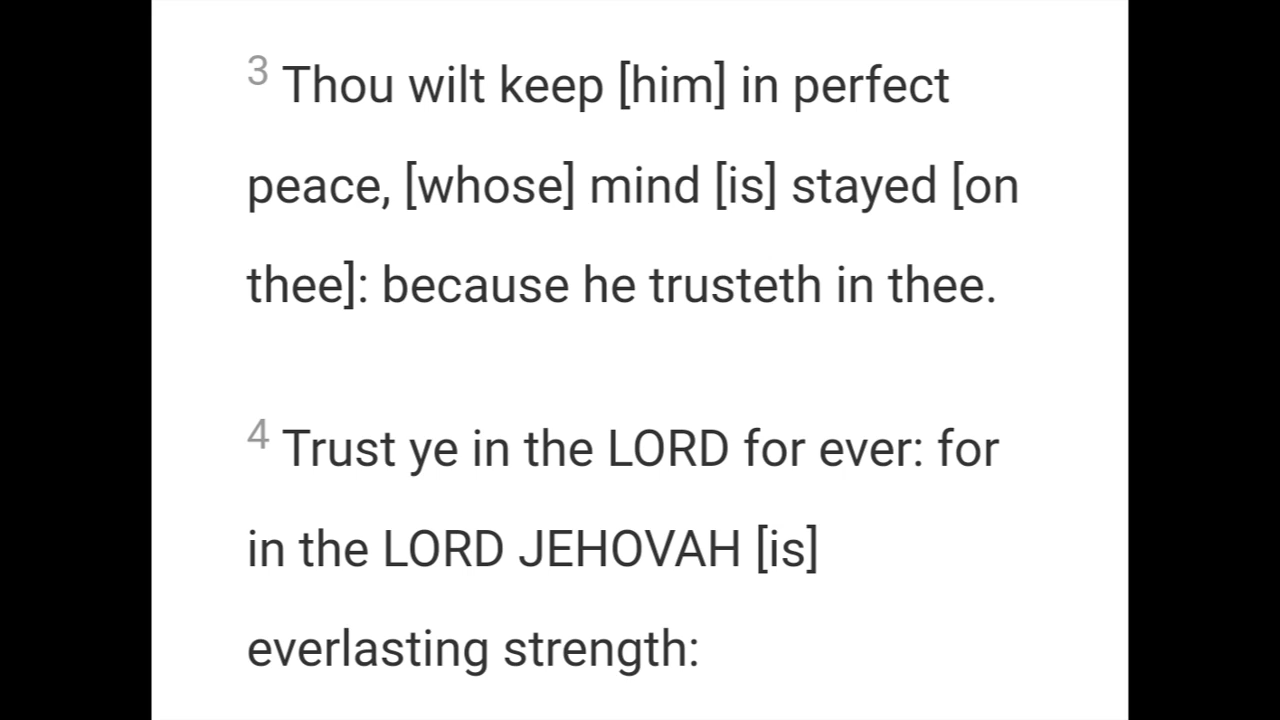 3 Thou wilt keep [him] in perfect
peace, [whose] mind [is] stayed [on
thee]: because he trusteth in thee.
4 Trust ye in the LORD for ever: for
in the LORD JEHOVAH [is]
everlasting strength: